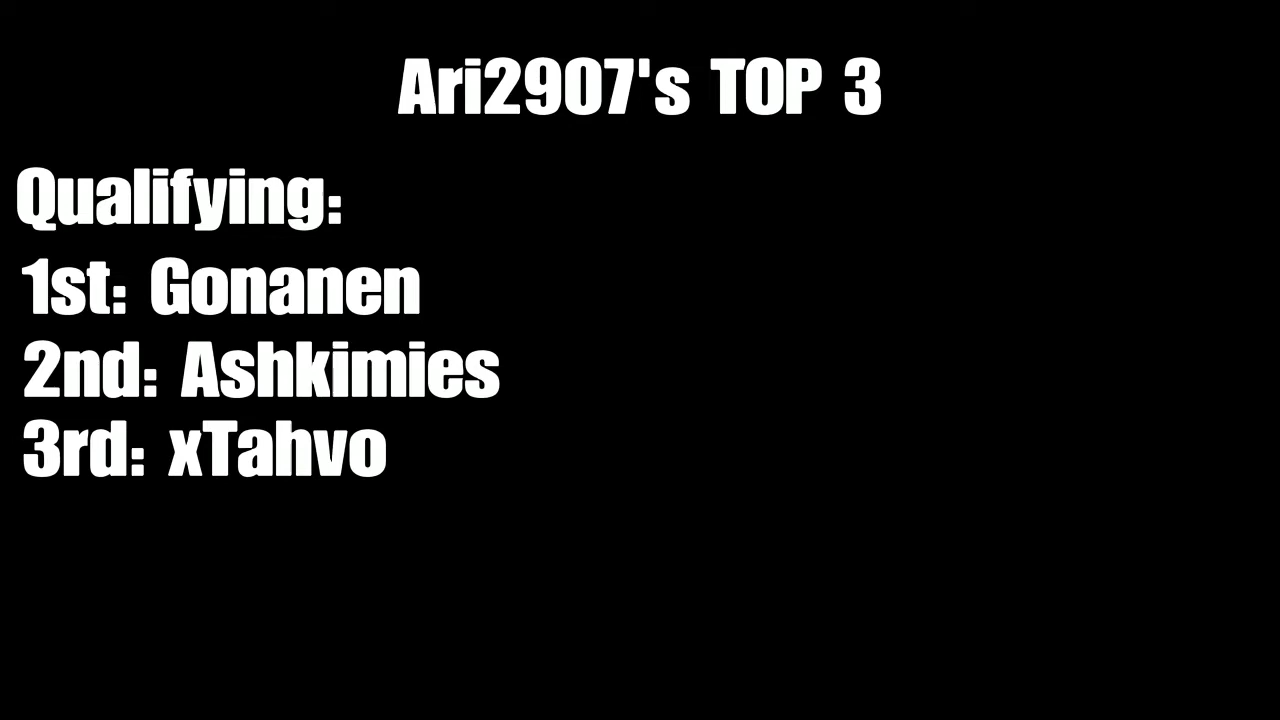 Ari2907's TOP 3
Qualifying:
1st: Gonanen
2nd: Ashkimies
3rd: xTahvo